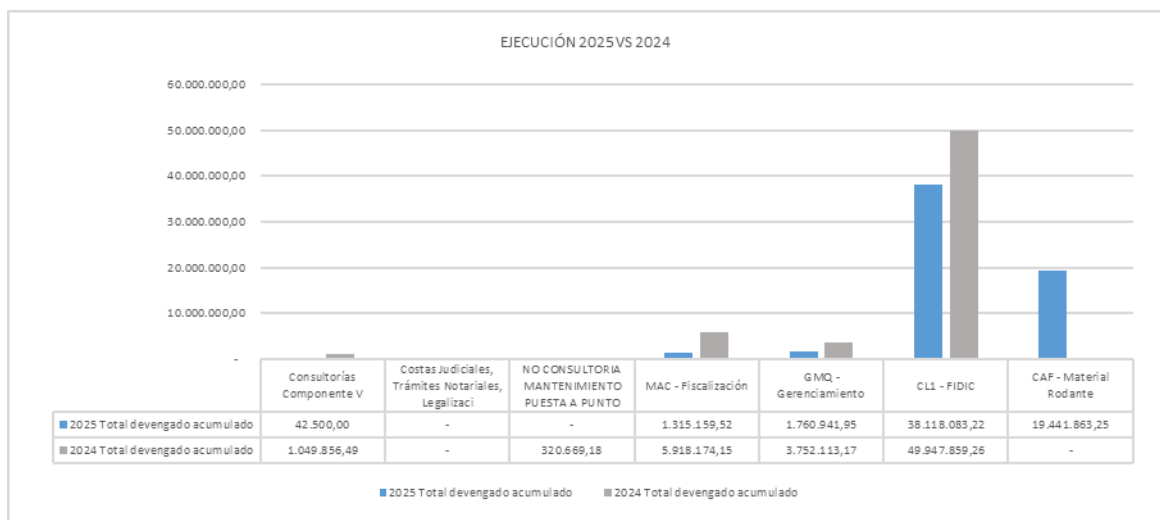 EJECUCIÓN 2025 VS 2024
60.000.000,00
50.000.000,00
40.000.000,00
30.000.000,00
20.000.000,00
10.000.000,00
-
Consultorías
Componente V
Costas Judiciales,
Trámites Notariales,
Legalizaci
NO CONSULTORIA
MANTENIMIENTO
PUESTA A PUNTO
MAC - Fiscalización
GMQ -
Gerenciamiento
CL1 - FIDIC
CAF - Material
Rodante
2025 Total devengado acumulado 42.500,00 - - 1.315.159,52 1.760.941,95 38.118.083,22 19.441.863,25
2024 Total devengado acumulado 1.049.856,49 - 320.669,18 5.918.174,15 3.752.113,17 49.947.859,26 -
2025 Total devengado acumulado 2024 Total devengado acumulado